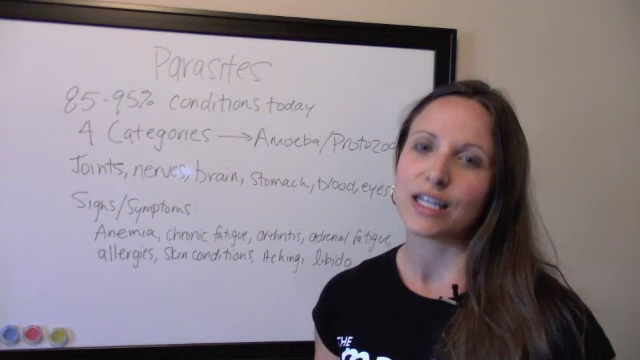 Parasites
85-95% conditions today
4 Categories → Amoeba/Protozoa
Joints, nerves, brain, stomach, blood, eyes
Signs/Symptoms:
Anemia, chronic fatigue, arthritis, adrenal fatigue,
allergies, skin conditions, itching, libido
THE